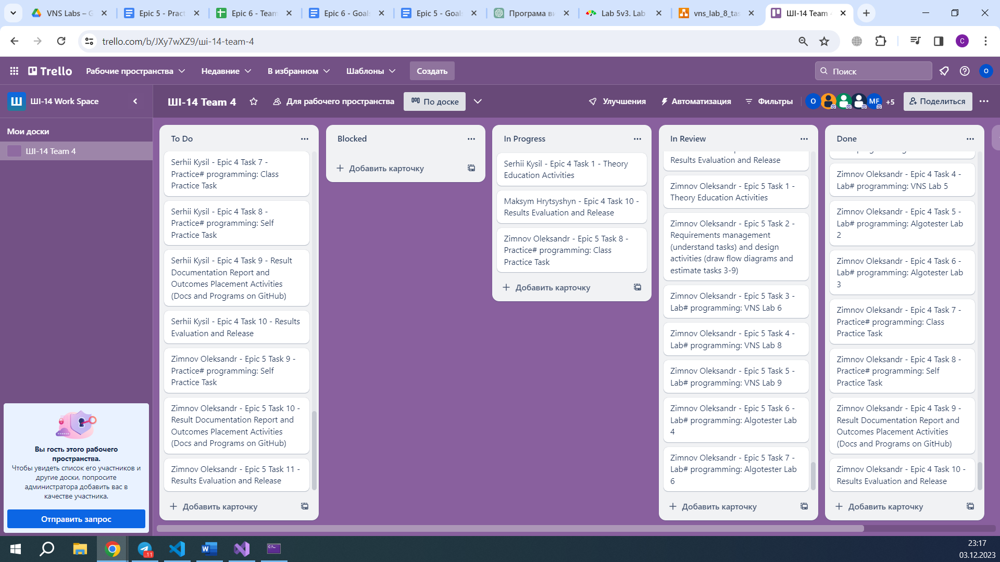 VNS Labs – G
Epic 5 - Pract
Epic 6 - Team
Epic 6 - Goals
Epic 5 - Goals
Програма ви
Lab 5v3. Lab
vns_lab_8_tas
ШІ-14 Team
trello.com/b/JXy7wXZ9/ші-14-team-4
C
Trello
Рабочие пространства
Недавние
В избранном
Шаблоны
Создать
Поиск
O
Ш
ШІ-14 Work Space
ШІ-14 Team 4
Для рабочего пространства
По доске
Улучшения
Автоматизация
Фильтры
O
MF
+5
Поделиться
Мои доски
ШІ-14 Team 4
Вы гость этого рабочего
пространства.
Чтобы увидеть список его участников и
другие доски, попросите
администратора добавить вас в
качестве участника.
Отправить запрос
To Do
Serhii Kysil - Epic 4 Task 7 -
Practice# programming: Class
Practice Task
Serhii Kysil - Epic 4 Task 8 -
Practice# programming: Self
Practice Task
Serhii Kysil - Epic 4 Task 9 - Result
Documentation Report and
Outcomes Placement Activities
(Docs and Programs on GitHub)
Serhii Kysil - Epic 4 Task 10 - Results
Evaluation and Release
Zimnov Oleksandr - Epic 5 Task 9 -
Practice# programming: Self
Practice Task
Zimnov Oleksandr - Epic 5 Task 10 -
Result Documentation Report and
Outcomes Placement Activities
(Docs and Programs on GitHub)
Zimnov Oleksandr - Epic 5 Task 11 -
Results Evaluation and Release
Добавить карточку
Blocked
Добавить карточку
In Progress
Serhii Kysil - Epic 4 Task 1 - Theory
Education Activities
Maksym Hrytsyshyn - Epic 4 Task 10 -
Results Evaluation and Release
Zimnov Oleksandr - Epic 5 Task 8 -
Practice# programming: Class
Practice Task
Добавить карточку
In Review
Results Evaluation and Release
Zimnov Oleksandr - Epic 5 Task 1 -
Theory Education Activities
Zimnov Oleksandr - Epic 5 Task 2 -
Requirements management
(understand tasks) and design
activities (draw flow diagrams and
estimate tasks 3-9)
Zimnov Oleksandr - Epic 5 Task 3 -
Lab# programming: VNS Lab 6
Zimnov Oleksandr - Epic 5 Task 4 -
Lab# programming: VNS Lab 8
Zimnov Oleksandr - Epic 5 Task 5 -
Lab# programming: VNS Lab 9
Zimnov Oleksandr - Epic 5 Task 6 -
Lab# programming: Algotester Lab
4
Zimnov Oleksandr - Epic 5 Task 7 -
Lab# programming: Algotester Lab
6
Добавить карточку
Done
Zimnov Oleksandr - Epic 4 Task 4 -
Lab# programming: VNS Lab 5
Zimnov Oleksandr - Epic 4 Task 5 -
Lab# programming: Algotester Lab
2
Zimnov Oleksandr - Epic 4 Task 6 -
Lab# programming: Algotester Lab
3
Zimnov Oleksandr - Epic 4 Task 7 -
Practice# programming: Class
Practice Task
Zimnov Oleksandr - Epic 4 Task 8 -
Practice# programming: Self
Practice Task
Zimnov Oleksandr - Epic 4 Task 9 -
Result Documentation Report and
Outcomes Placement Activities
(Docs and Programs on GitHub)
Zimnov Oleksandr - Epic 4 Task 10 -
Results Evaluation and Release
Добавить карточку
..11
23:17
03.12.2023